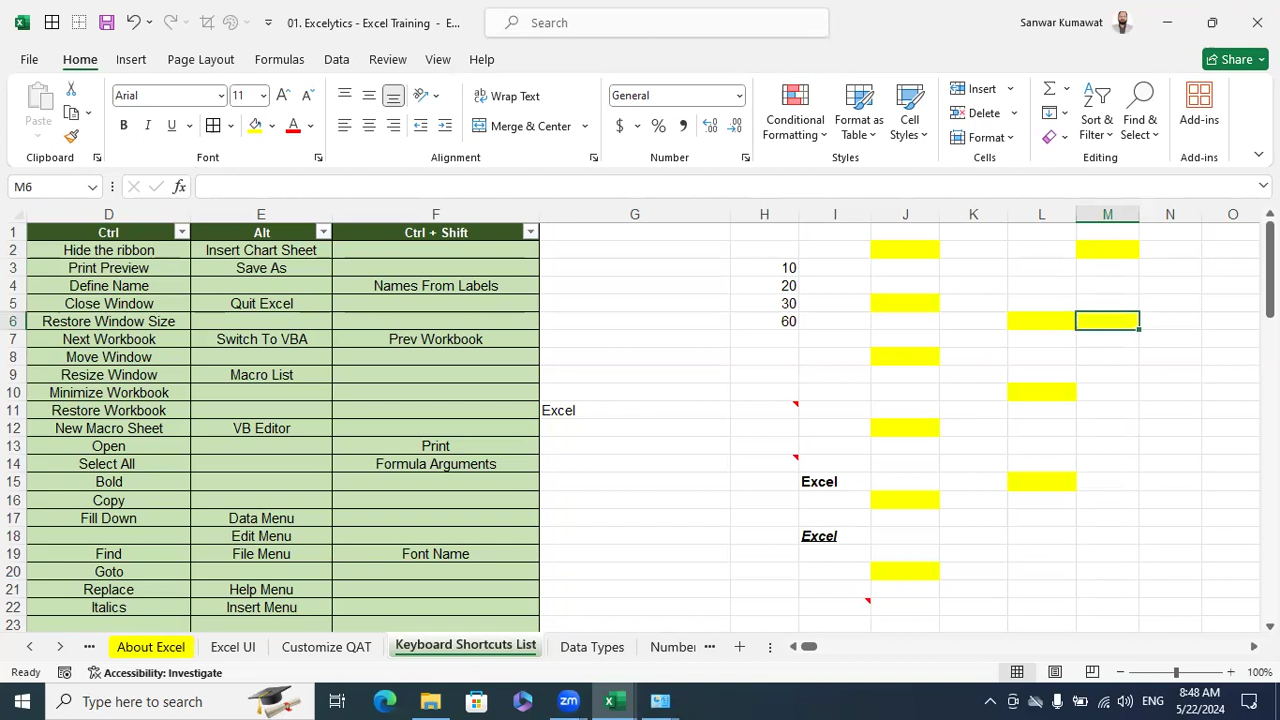 01. Excelytics - Excel Training - E...
Search
Sanwar Kumawat
File Home Insert Page Layout Formulas Data Review View Help
Share
Paste
Arial 11
B I U
Wrap Text
Merge & Center
General
$ % 9
Conditional Formatting
Format as Table
Cell Styles
Insert
Delete
Format
Sort & Filter
Find & Select
Add-ins
Clipboard Font Alignment Number Styles Cells Editing Add-ins
M6 fx
D E F G H I J K L M N O
1 Ctrl Alt Ctrl + Shift
2 Hide the ribbon Insert Chart Sheet
3 Print Preview Save As 10
4 Define Name Names From Labels 20
5 Close Window Quit Excel 30
6 Restore Window Size 60
7 Next Workbook Switch To VBA Prev Workbook
8 Move Window
9 Resize Window Macro List
10 Minimize Workbook
11 Restore Workbook Excel
12 New Macro Sheet VB Editor
13 Open Print
14 Select All Formula Arguments
15 Bold Excel
16 Copy
17 Fill Down Data Menu
18 Edit Menu Excel
19 Find File Menu Font Name
20 Goto
21 Replace Help Menu
22 Italics Insert Menu
23
About Excel Excel UI Customize QAT Keyboard Shortcuts List Data Types Number
Ready Accessibility: Investigate 100%
Type here to search
zm
ENG
8:48 AM
5/22/2024